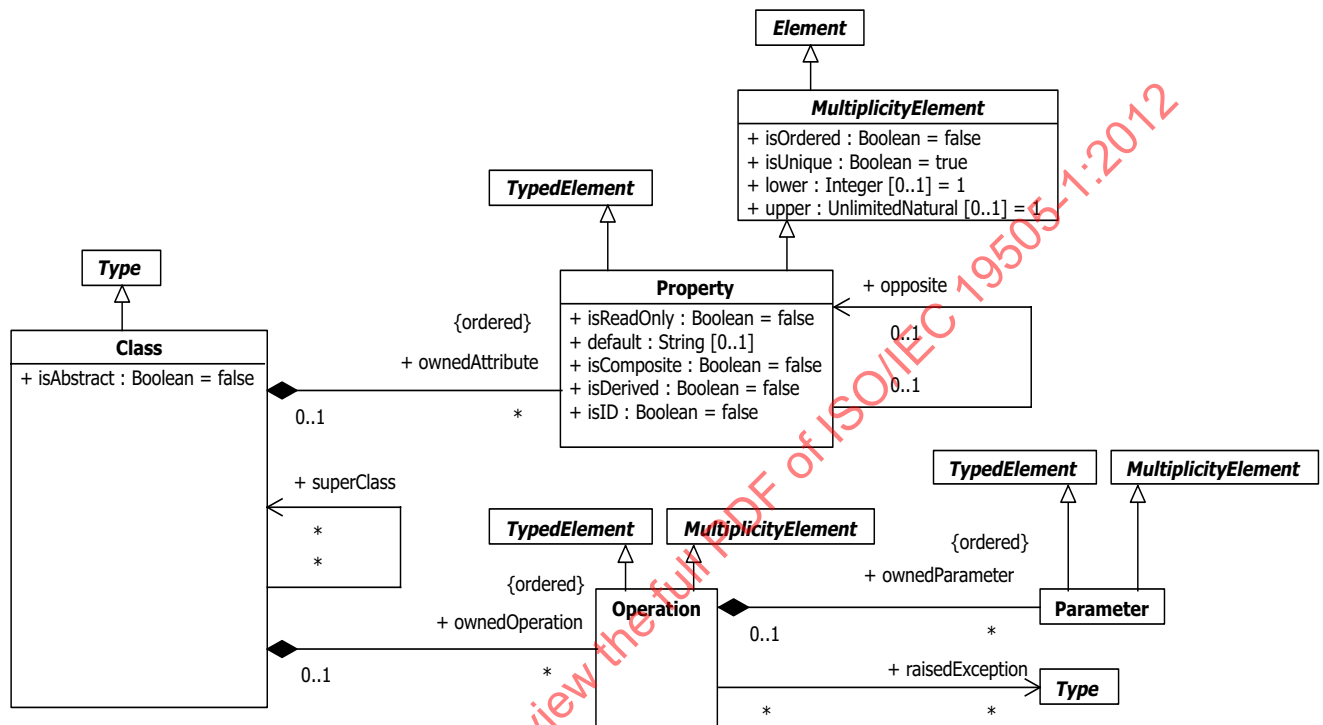 Element
MultiplicityElement
+ isOrdered : Boolean = false
+ isUnique : Boolean = true
+ lower : Integer [0..1] = 1
+ upper : UnlimitedNatural [0..1] = 1
TypedElement
Type
Property
+ isReadOnly : Boolean = false
+ default : String [0..1]
+ isComposite : Boolean = false
+ isDerived : Boolean = false
+ isID : Boolean = false
+ opposite
0..1
0..1
{ordered}
+ ownedAttribute
0..1
*
Class
+ isAbstract : Boolean = false
+ superClass
*
*
TypedElement
MultiplicityElement
TypedElement
MultiplicityElement
{ordered}
+ ownedOperation
0..1
*
Operation
{ordered}
+ ownedParameter
0..1
*
Parameter
+ raisedException
*
*
Type
view the full PDF of ISO/IEC 19505-1:2012